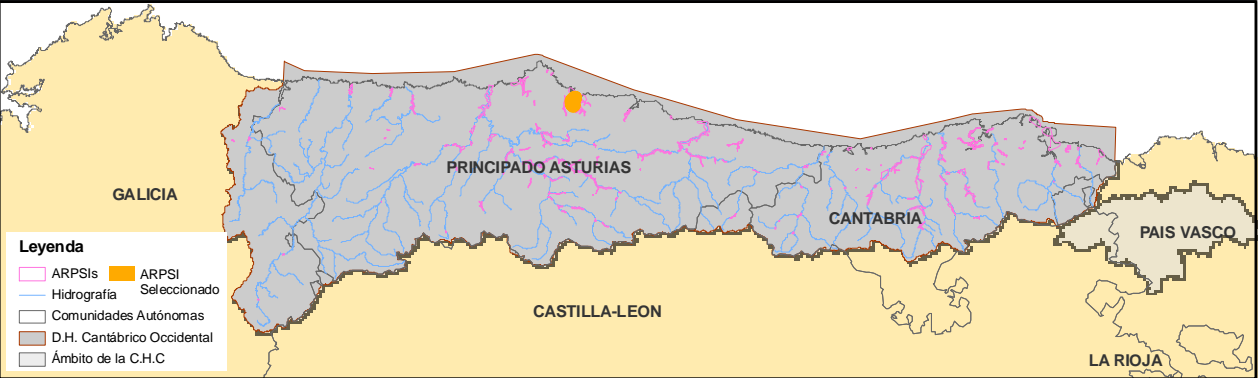 PRINCIPADO ASTURIAS
GALICIA
CANTABRIA
PAIS VASCO
CASTILLA-LEON
LA RIOJA
Leyenda
ARPSIs
ARPSI
Seleccionado
Hidrografía
Comunidades Autónomas
D.H. Cantábrico Occidental
Ámbito de la C.H.C